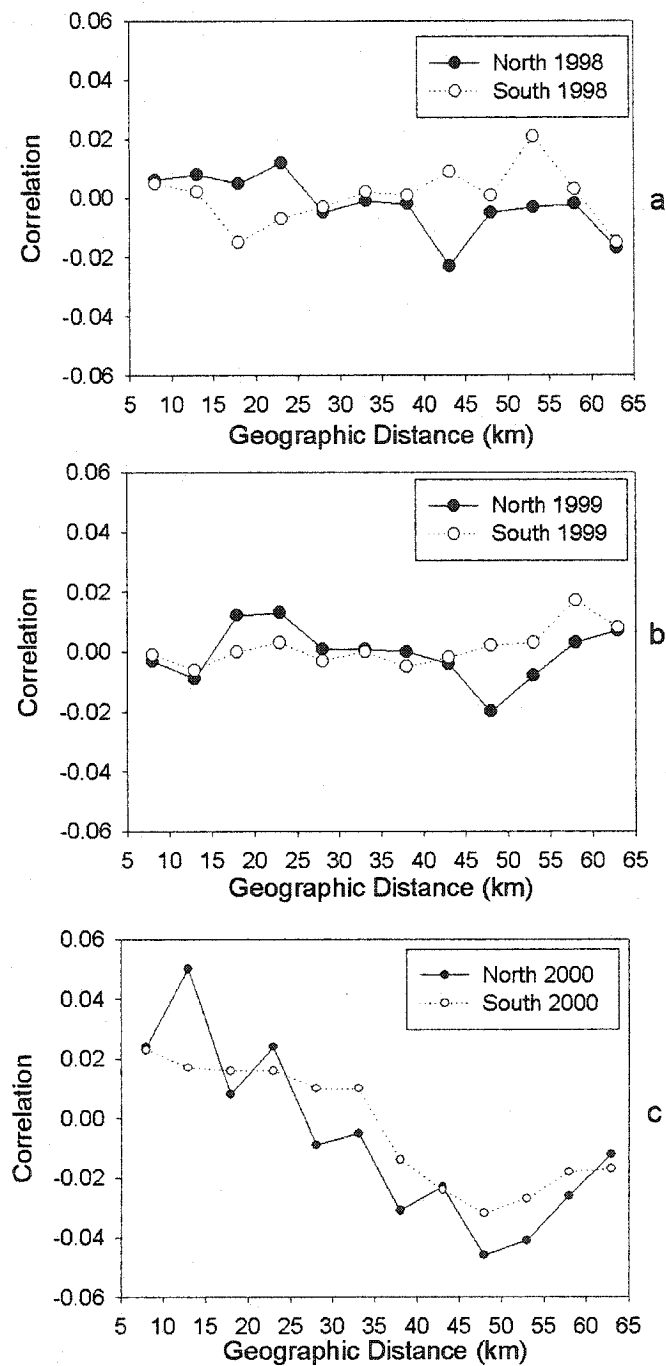 0.06
0.04
0.02
0.00
-0.02
-0.04
-0.06
Correlation
North 1998
South 1998
a
5 10 15 20 25 30 35 40 45 50 55 60 65
Geographic Distance (km)
0.06
0.04
0.02
0.00
-0.02
-0.04
-0.06
Correlation
North 1999
South 1999
b
5 10 15 20 25 30 35 40 45 50 55 60 65
Geographic Distance (km)
0.06
0.04
0.02
0.00
-0.02
-0.04
-0.06
Correlation
North 2000
South 2000
c
5 10 15 20 25 30 35 40 45 50 55 60 65
Geographic Distance (km)